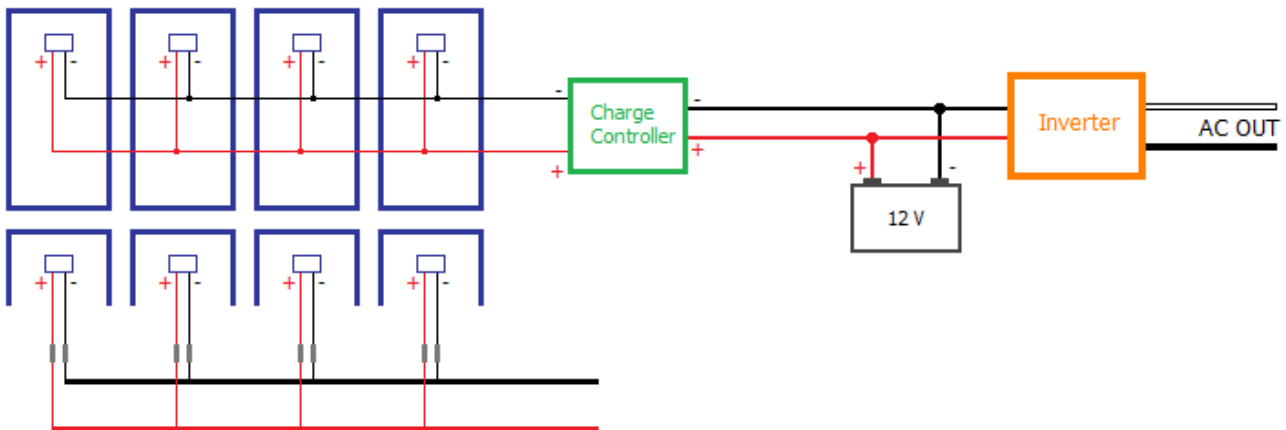 + - + - + - + -
-
+
Charge
Controller
-
+
+ -
12 V
Inverter
AC OUT
+ - + - + - + -